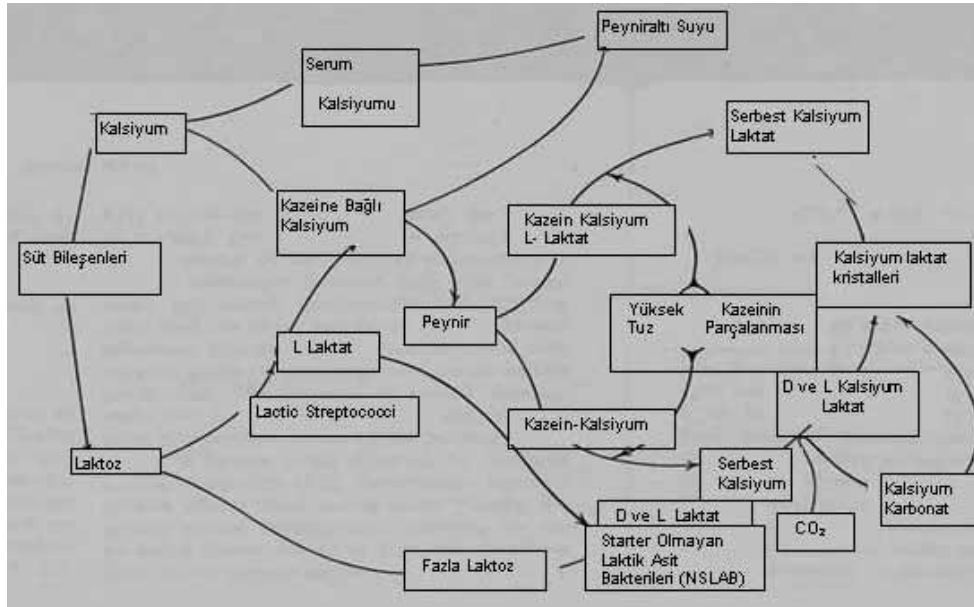 Peyniraltı Suyu
Serum
Kalsiyumu
Kalsiyum
Serbest Kalsiyum
Laktat
Kazeine Bağlı
Kalsiyum
Kazein Kalsiyum
L- Laktat
Süt Bileşenleri
Kalsiyum laktat
kristalleri
Peynir
Yüksek
Tuz
Kazeinin
Parçalanması
L Laktat
D ve L Kalsiyum
Laktat
Lactic Streptococci
Kazein-Kalsiyum
Laktoz
Serbest
Kalsiyum
Kalsiyum
Karbonat
D ve L Laktat
CO₂
Starter Olmayan
Laktik Asit
Bakterileri (NSLAB)
Fazla Laktoz